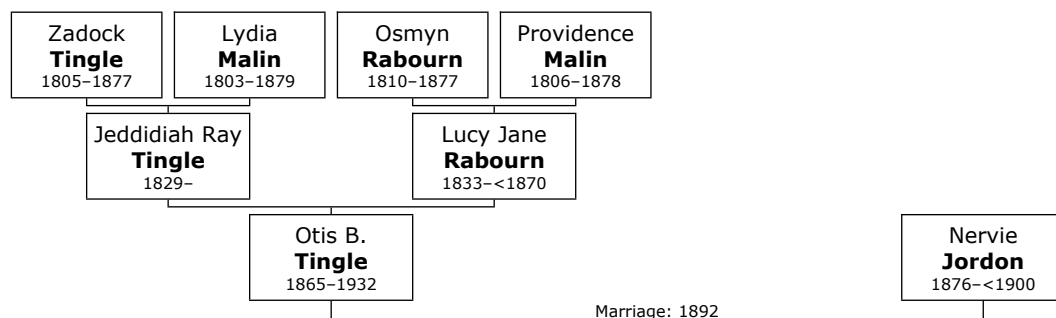 Zadock
Tingle
1805–1877
Lydia
Malin
1803–1879
Osmyn
Rabourn
1810–1877
Providence
Malin
1806–1878
Jeddidiah Ray
Tingle
1829–
Lucy Jane
Rabourn
1833–<1870
Otis B.
Tingle
1865–1932
Nervie
Jordon
1876–<1900
Marriage: 1892